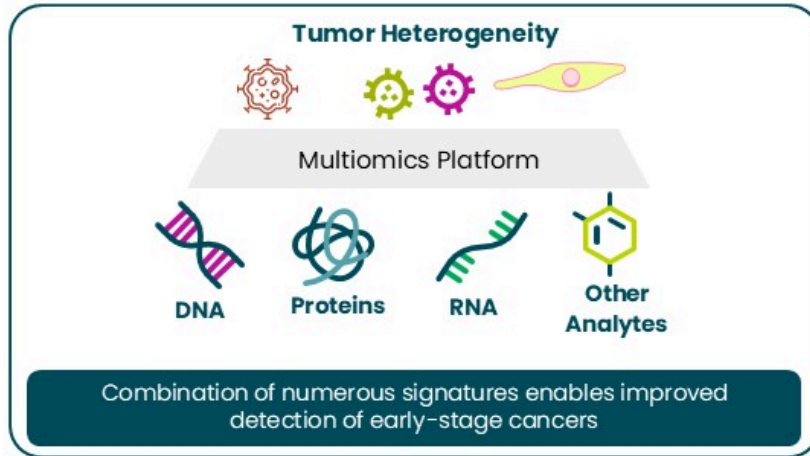 Tumor Heterogeneity
Multiomics Platform
DNA
Proteins
RNA
Other
Analytes
Combination of numerous signatures enables improved
detection of early-stage cancers